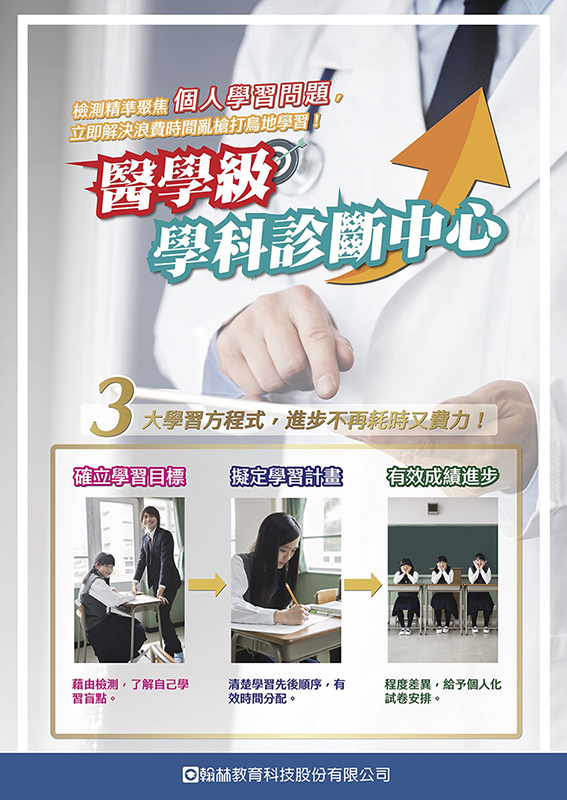 檢測精準聚焦 個人學習問題，
立即解決浪費時間亂槍打鳥地學習！
醫學級
學科診斷中心
3 大學習方程式，進步不再耗時又費力！
確立學習目標
擬定學習計畫
有效成績進步
藉由檢測，了解自己學
習盲點。
清楚學習先後順序，有
效時間分配。
程度差異，給予個人化
試卷安排。
翰林教育科技股份有限公司